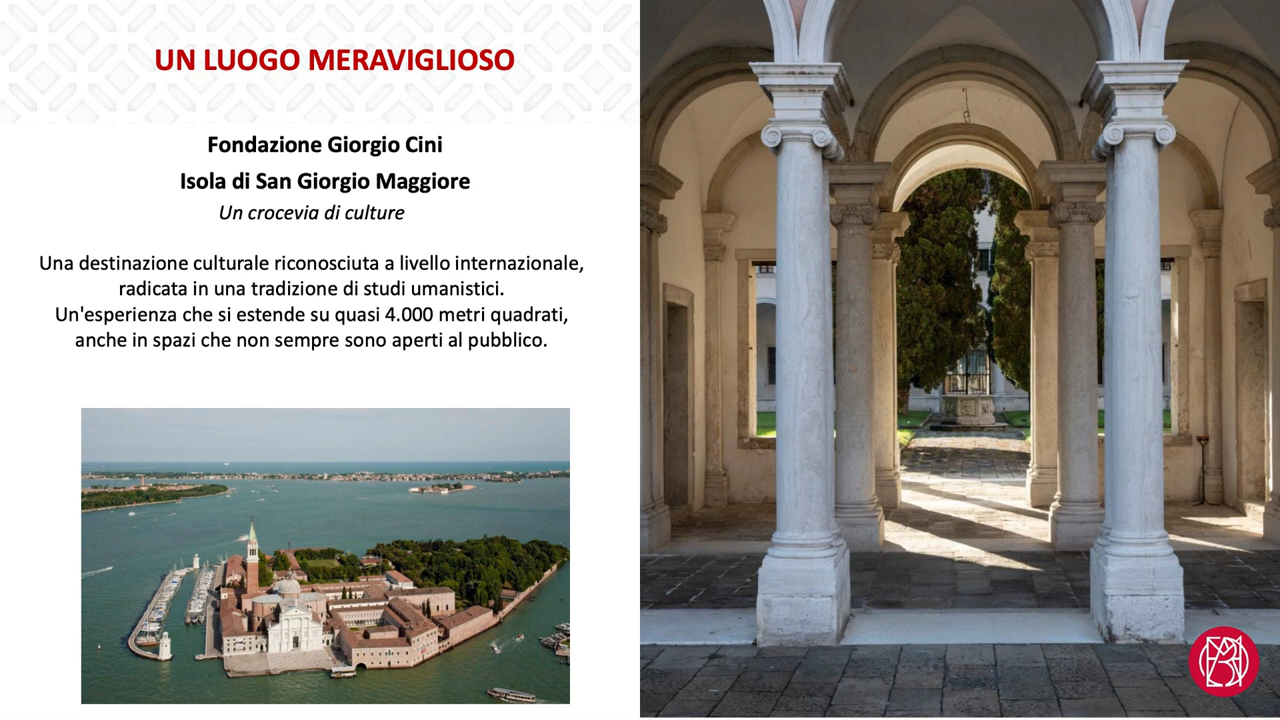 UN LUOGO MERAVIGLIOSO
Fondazione Giorgio Cini
Isola di San Giorgio Maggiore
Un crocevia di culture
Una destinazione culturale riconosciuta a livello internazionale,
radicata in una tradizione di studi umanistici.
Un'esperienza che si estende su quasi 4.000 metri quadrati,
anche in spazi che non sempre sono aperti al pubblico.